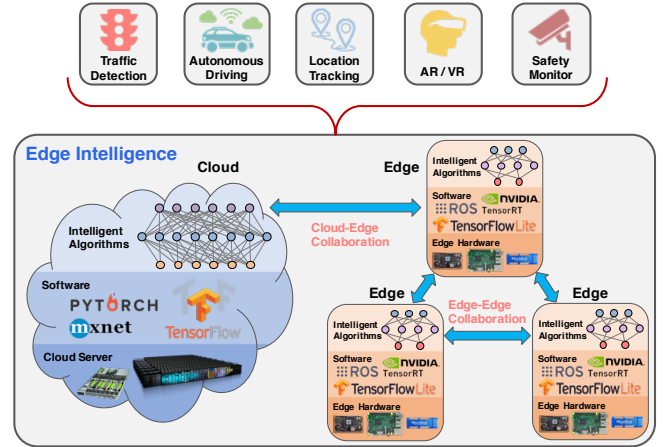 Traffic
Detection
Autonomous
Driving
Location
Tracking
AR / VR
Safety
Monitor
Edge Intelligence
Cloud
Intelligent
Algorithms
Software
PYTORCH
mxnet
TensorFlow
Cloud Server
Cloud-Edge
Collaboration
Edge
Intelligent
Algorithms
Software
NVIDIA
ROS TensorRT
TensorFlowLite
Edge Hardware
Edge
Intelligent
Algorithms
Software
NVIDIA
ROS TensorRT
TensorFlowLite
Edge Hardware
Edge-Edge
Collaboration
Edge
Intelligent
Algorithms
Software
NVIDIA
ROS TensorRT
TensorFlowLite
Edge Hardware